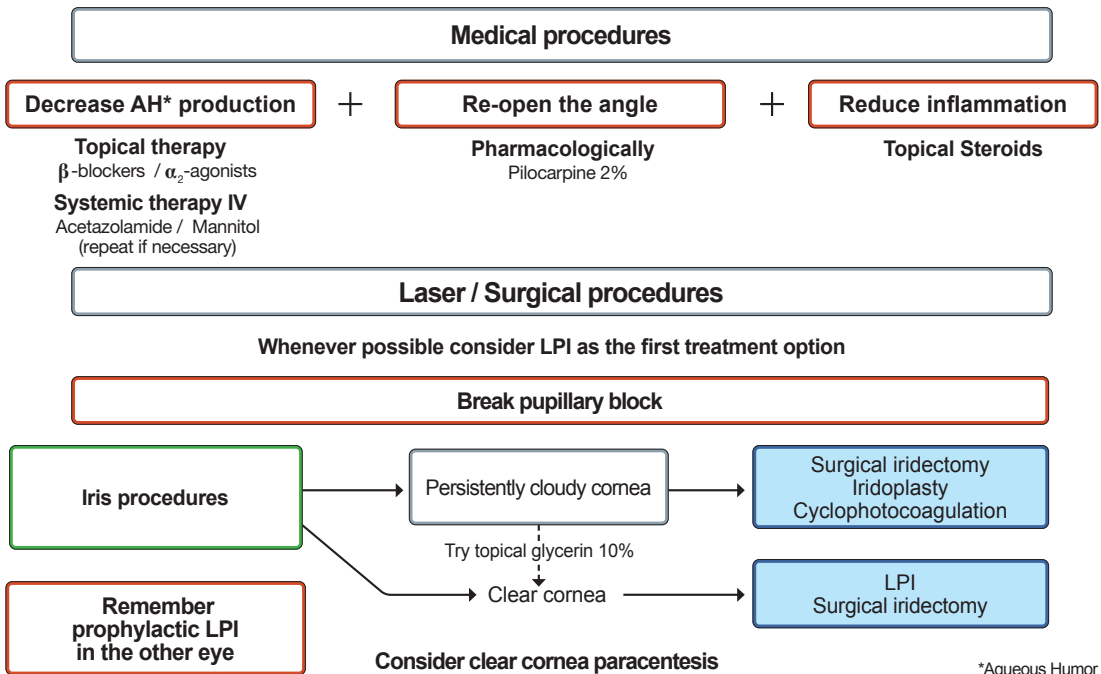 Medical procedures
Decrease AH* production
+
Re-open the angle
+
Reduce inflammation
Topical therapy
β-blockers / α₂-agonists
Systemic therapy IV
Acetazolamide / Mannitol
(repeat if necessary)
Pharmacologically
Pilocarpine 2%
Topical Steroids
Laser / Surgical procedures
Whenever possible consider LPI as the first treatment option
Break pupillary block
Iris procedures
Persistently cloudy cornea
Surgical iridectomy
Iridoplasty
Cyclophotocoagulation
Try topical glycerin 10%
Clear cornea
LPI
Surgical iridectomy
Remember
prophylactic LPI
in the other eye
Consider clear cornea paracentesis
*Aqueous Humor